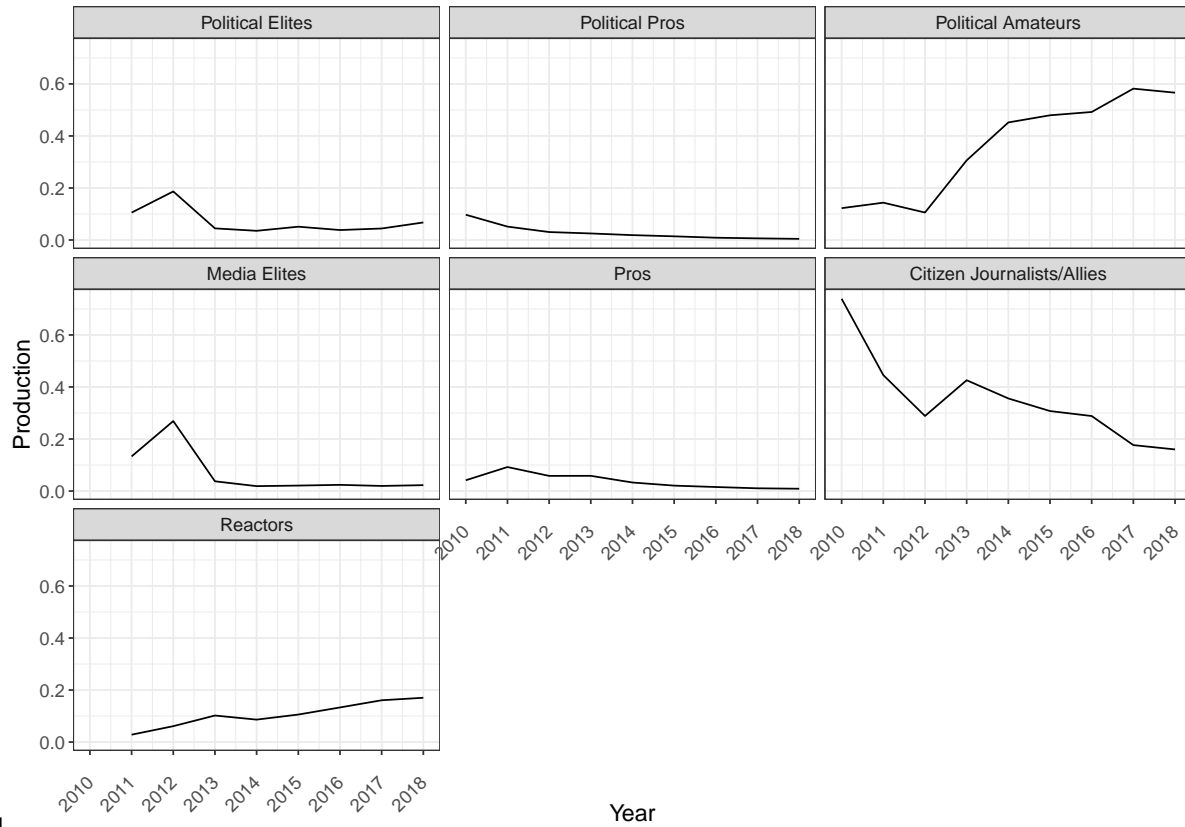 Political Elites
Political Pros
Political Amateurs
0.6
0.4
0.2
0.0
Media Elites
Pros
Citizen Journalists/Allies
0.6
0.4
0.2
0.0
Production
Reactors
2010 2011 2012 2013 2014 2015 2016 2017 2018
2010 2011 2012 2013 2014 2015 2016 2017 2018
0.6
0.4
0.2
0.0
2010 2011 2012 2013 2014 2015 2016 2017 2018
Year